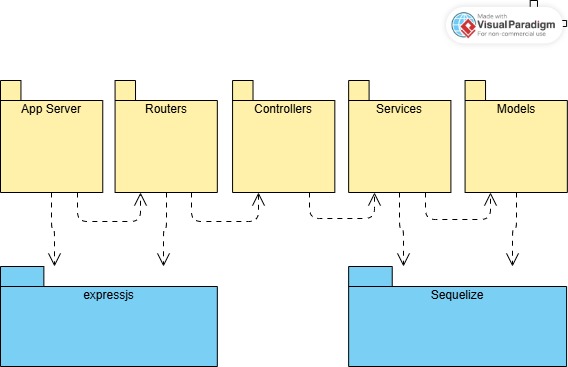 Made with
Visual Paradigm
For non-commercial use
App Server
Routers
Controllers
Services
Models
expressjs
Sequelize